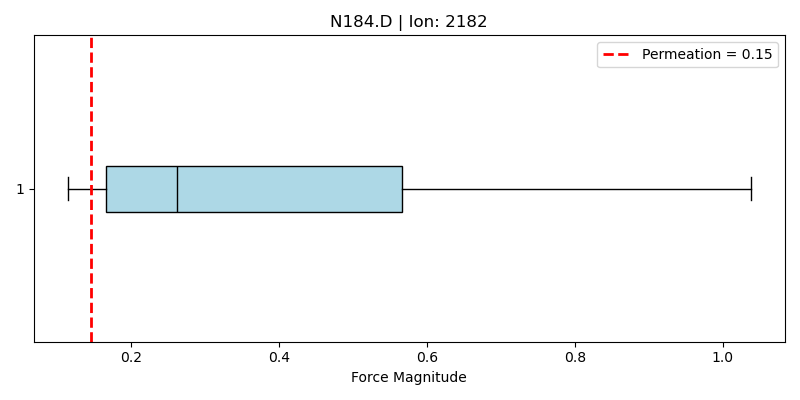 N184.D | Ion: 2182
Permeation = 0.15
1
0.2 0.4 0.6 0.8 1.0
Force Magnitude